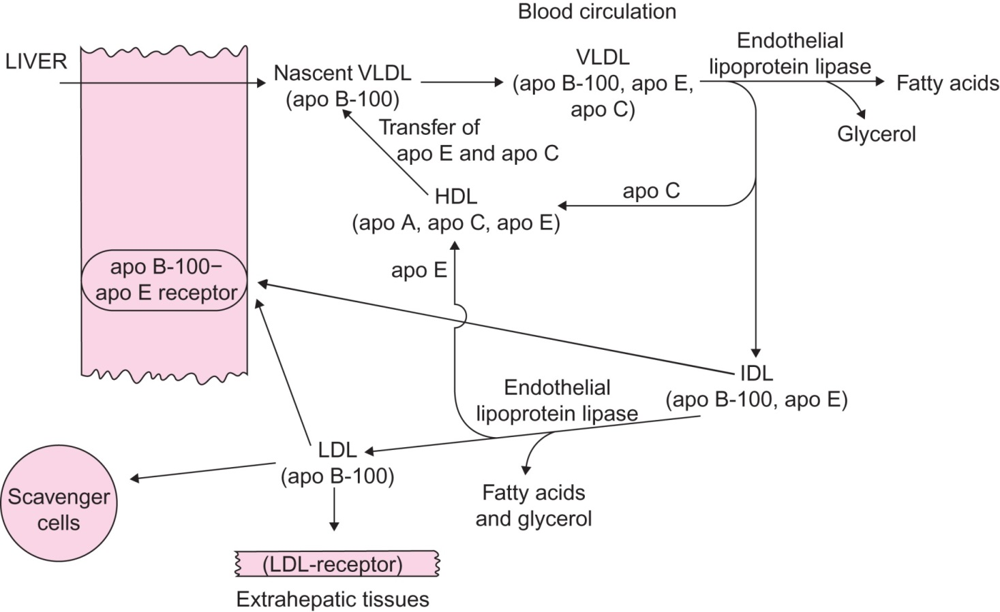 Blood circulation
LIVER
Nascent VLDL
(apo B-100)
VLDL
(apo B-100, apo E,
apo C)
Endothelial
lipoprotein lipase
Fatty acids
Glycerol
Transfer of
apo E and apo C
HDL
(apo A, apo C, apo E)
apo C
apo E
apo B-100–
apo E receptor
IDL
(apo B-100, apo E)
Endothelial
lipoprotein lipase
LDL
(apo B-100)
Fatty acids
and glycerol
Scavenger
cells
(LDL-receptor)
Extrahepatic tissues